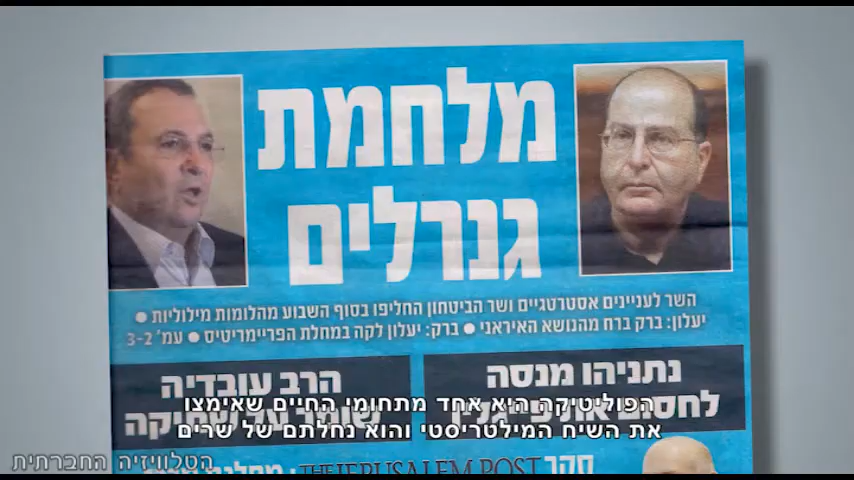 מלחמת
גנרלים
השר לעניינים אסטרטגיים ושר הביטחון החליפו בסוף השבוע מהלומות מילוליות ●
יעלון: ברק ברח מהנושא האיראני ● ברק: יעלון לקה במחלת הפריימריטיס ● עמ' 3-2
נתניהו מנסה
הרב עובדיה
הפוליטיקה היא אחד מתחומי החיים שאימצו
את השיח המילטריסטי והוא נחלתם של שרים
סקר THE JERUSALEM POST
הטלוויזיה החברתית